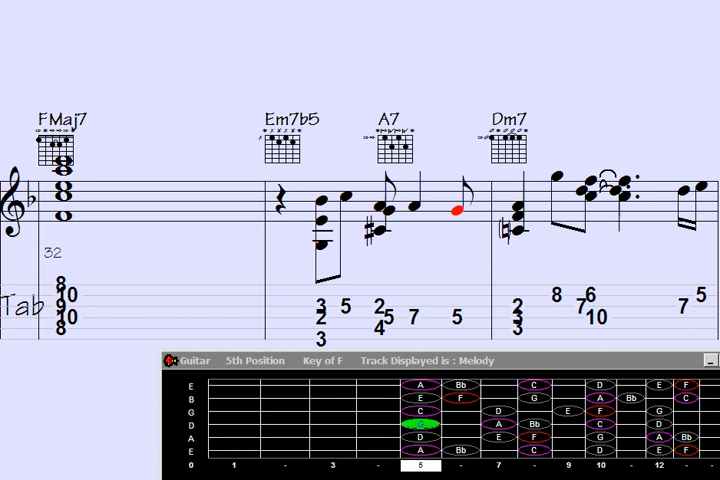 FMaj7 Em7b5 A7 Dm7
32
8
10 8 6
Tab 9 3 5 2 2 7 7 5
10 2 5 7 5 3 10
8 3 4 3
Guitar 5th Position Key of F Track Displayed is : Melody
E A Bb C D E F
B E F G A Bb C
G C D E F G
D G A Bb C D
A D E F G A Bb
E A Bb C D E F
0 1 - 3 - 5 - 7 - 9 10 - 12 - -